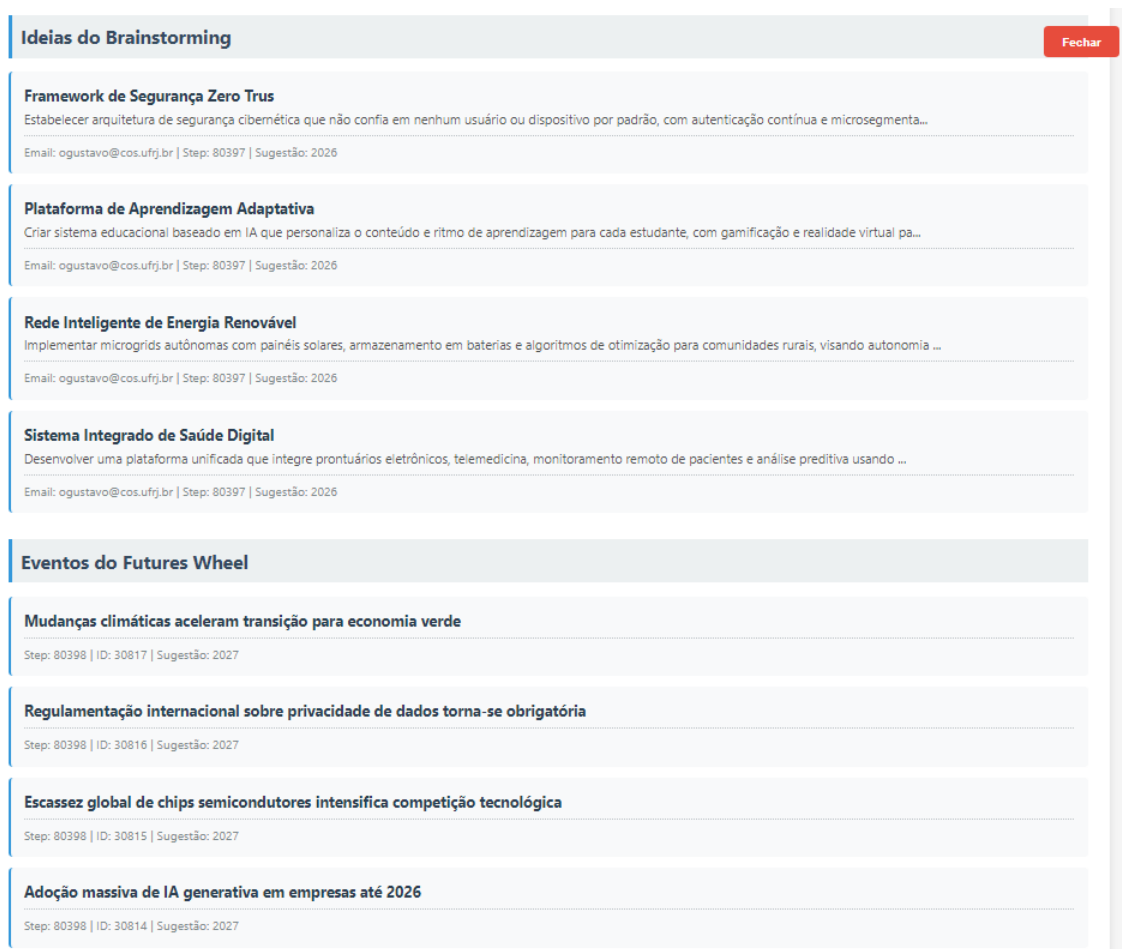 Ideias do Brainstorming
Fechar
Framework de Segurança Zero Trus
Estabelecer arquitetura de segurança cibernética que não confia em nenhum usuário ou dispositivo por padrão, com autenticação contínua e microsegmenta...
Email: ogustavo@cos.ufrj.br | Step: 80397 | Sugestão: 2026
Plataforma de Aprendizagem Adaptativa
Criar sistema educacional baseado em IA que personaliza o conteúdo e ritmo de aprendizagem para cada estudante, com gamificação e realidade virtual pa...
Email: ogustavo@cos.ufrj.br | Step: 80397 | Sugestão: 2026
Rede Inteligente de Energia Renovável
Implementar microgrids autônomas com painéis solares, armazenamento em baterias e algoritmos de otimização para comunidades rurais, visando autonomia ...
Email: ogustavo@cos.ufrj.br | Step: 80397 | Sugestão: 2026
Sistema Integrado de Saúde Digital
Desenvolver uma plataforma unificada que integre prontuários eletrônicos, telemedicina, monitoramento remoto de pacientes e análise preditiva usando ...
Email: ogustavo@cos.ufrj.br | Step: 80397 | Sugestão: 2026
Eventos do Futures Wheel
Mudanças climáticas aceleram transição para economia verde
Step: 80398 | ID: 30817 | Sugestão: 2027
Regulamentação internacional sobre privacidade de dados torna-se obrigatória
Step: 80398 | ID: 30816 | Sugestão: 2027
Escassez global de chips semicondutores intensifica competição tecnológica
Step: 80398 | ID: 30815 | Sugestão: 2027
Adoção massiva de IA generativa em empresas até 2026
Step: 80398 | ID: 30814 | Sugestão: 2027